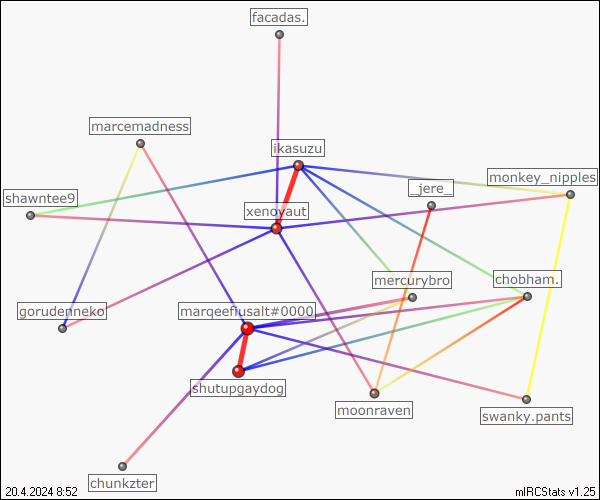 facadas.
marcemadness
ikasuzu
monkey_nipples
_jere_
shawntee9
xenovaut
mercurybro
chobham.
gorudenneko
marqeeflusalt#0000
shutupgaydog
moonraven
swanky.pants
chunkzter
20.4.2024 8:52
mIRCStats v1.25